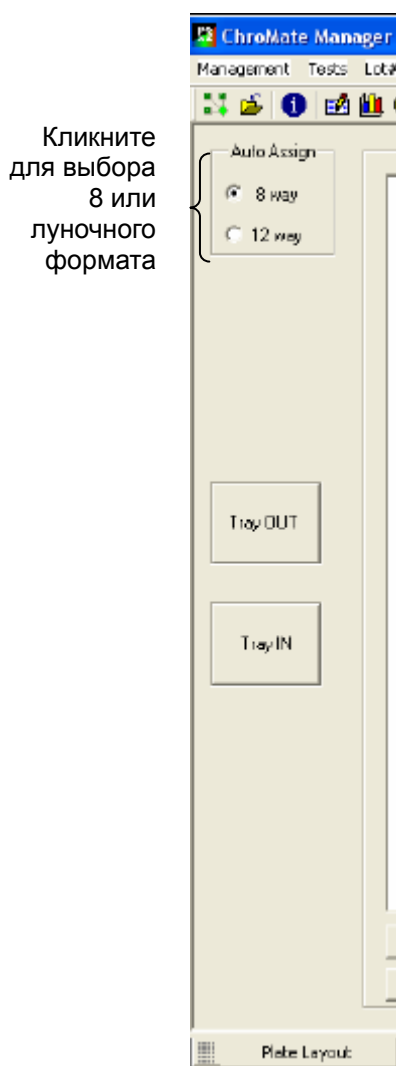 Кликните
для выбора
8 или
луночного
формата
ChroMate Manager
Management Tests Lot#
Auto Assign
8 way
12 way
Tray OUT
Tray IN
Plate Layout